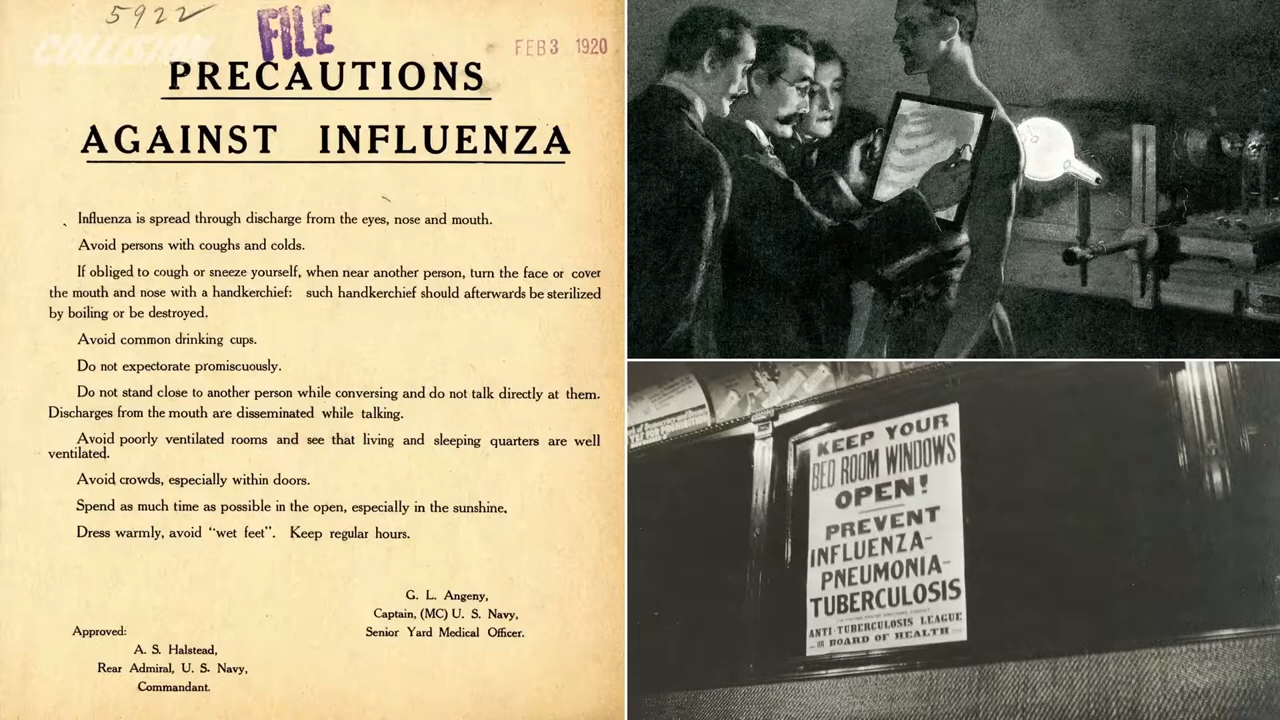 5922
FILE
FEB 3 1920
COLLISION
PRECAUTIONS
AGAINST INFLUENZA
Influenza is spread through discharge from the eyes, nose and mouth.
Avoid persons with coughs and colds.
If obliged to cough or sneeze yourself, when near another person, turn the face or cover
the mouth and nose with a handkerchief: such handkerchief should afterwards be sterilized
by boiling or be destroyed.
Avoid common drinking cups.
Do not expectorate promiscuously.
Do not stand close to another person while conversing and do not talk directly at them.
Discharges from the mouth are disseminated while talking.
Avoid poorly ventilated rooms and see that living and sleeping quarters are well
ventilated.
Avoid crowds, especially within doors.
Spend as much time as possible in the open, especially in the sunshine.
Dress warmly, avoid “wet feet”. Keep regular hours.
G. L. Angeny,
Captain, (MC) U. S. Navy,
Senior Yard Medical Officer.
Approved:
A. S. Halstead,
Rear Admiral, U. S. Navy,
Commandant.
KEEP YOUR
BED ROOM WINDOWS
OPEN!
PREVENT
INFLUENZA-
PNEUMONIA-
TUBERCULOSIS
ANTI-TUBERCULOSIS LEAGUE
OR BOARD OF HEALTH